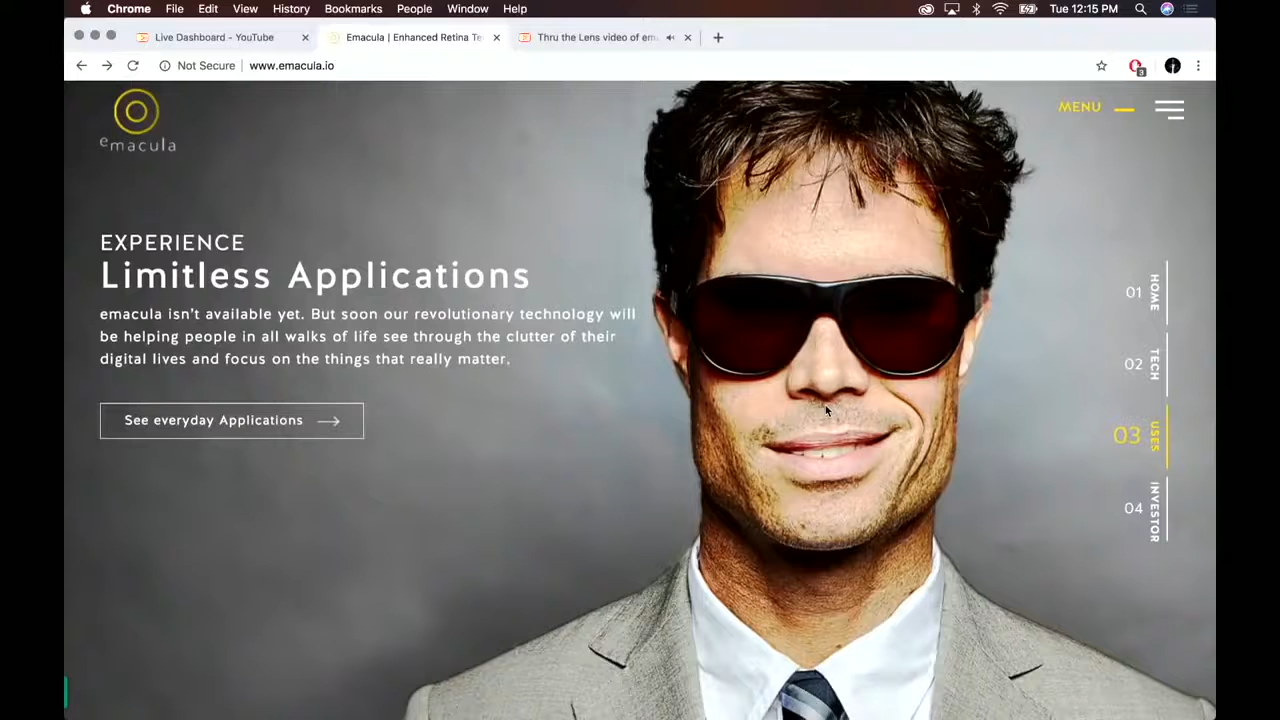 Chrome File Edit View History Bookmarks People Window Help Tue 12:15 PM
Live Dashboard - YouTube Emacula | Enhanced Retina Te Thru the Lens video of em
Not Secure www.emacula.io 3
emacula
MENU
EXPERIENCE
Limitless Applications
emacula isn't available yet. But soon our revolutionary technology will
be helping people in all walks of life see through the clutter of their
digital lives and focus on the things that really matter.
See everyday Applications
01 HOME
02 TECH
03 USES
04 INVESTOR